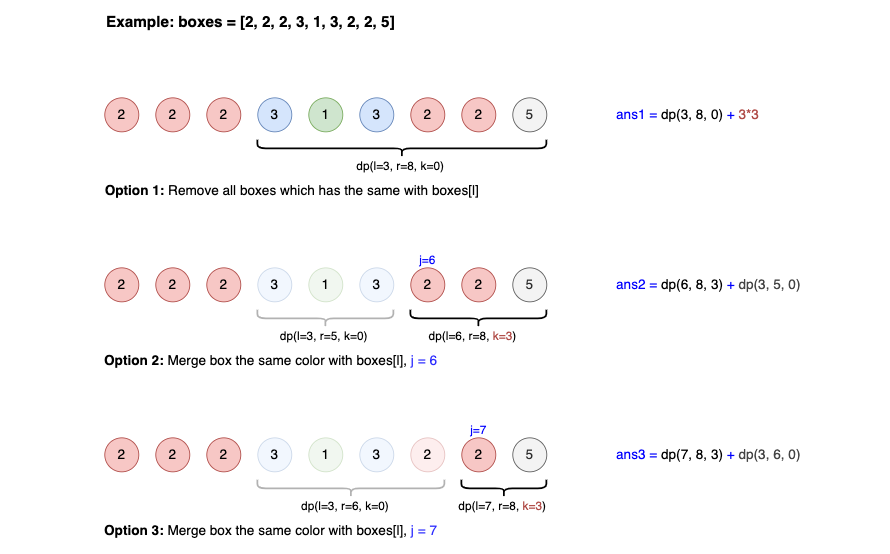 Example: boxes = [2, 2, 2, 3, 1, 3, 2, 2, 5]
2 2 2 3 1 3 2 2 5 ans1 = dp(3, 8, 0) + 3*3
dp(l=3, r=8, k=0)
Option 1: Remove all boxes which has the same with boxes[l]
j=6
2 2 2 3 1 3 2 2 5 ans2 = dp(6, 8, 3) + dp(3, 5, 0)
dp(l=3, r=5, k=0) dp(l=6, r=8, k=3)
Option 2: Merge box the same color with boxes[l], j = 6
j=7
2 2 2 3 1 3 2 2 5 ans3 = dp(7, 8, 3) + dp(3, 6, 0)
dp(l=3, r=6, k=0) dp(l=7, r=8, k=3)
Option 3: Merge box the same color with boxes[l], j = 7